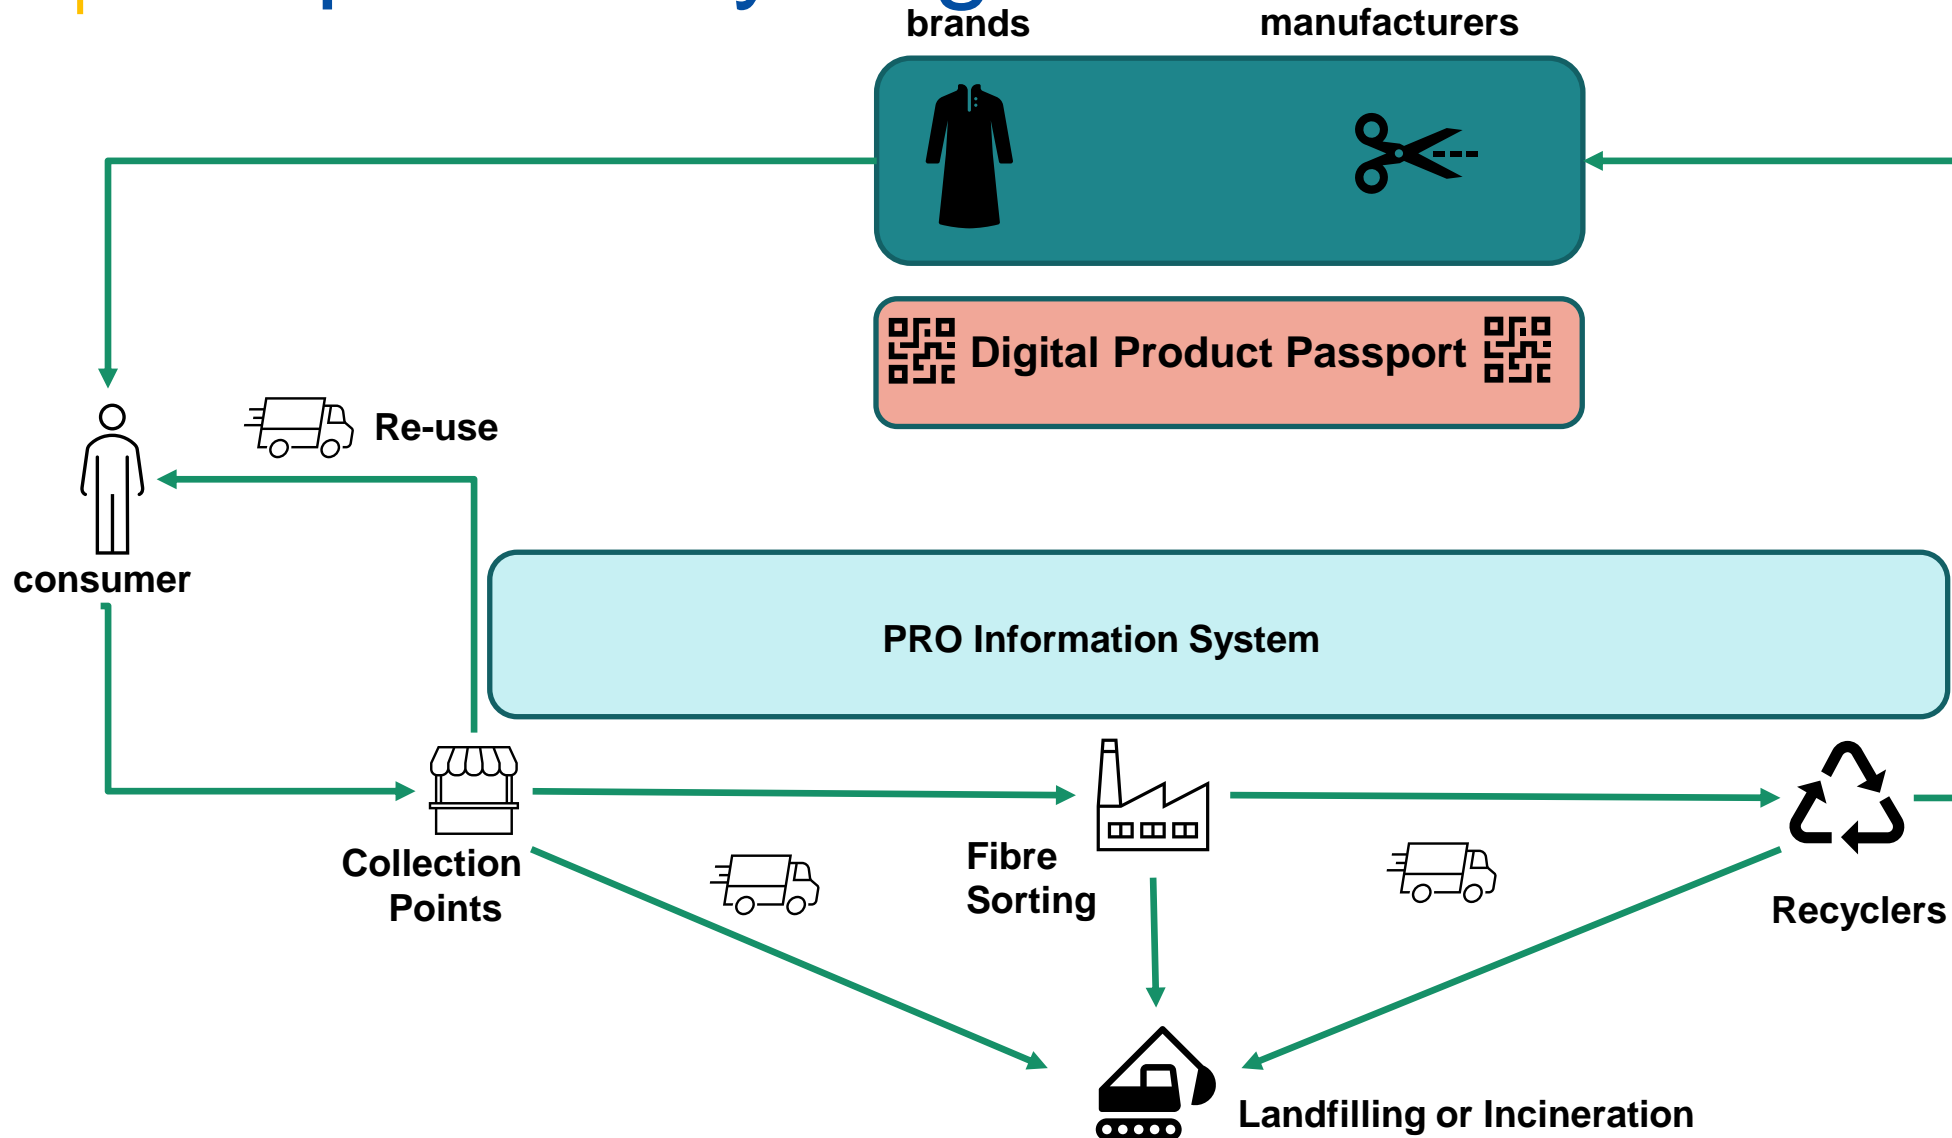 brands
manufacturers
Digital Product Passport
Re-use
consumer
PRO Information System
Collection
Points
Fibre
Sorting
Recyclers
Landfilling or Incineration